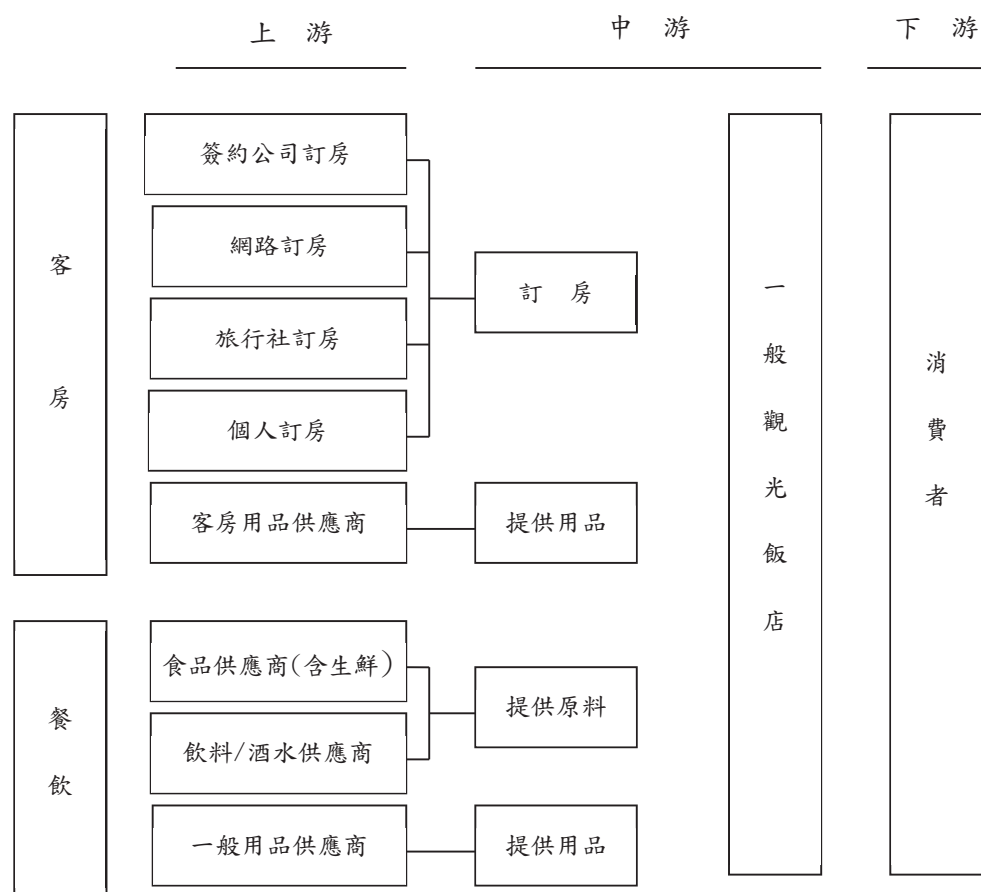 上 游
中 游
下 游
客房
簽約公司訂房
網路訂房
旅行社訂房
個人訂房
客房用品供應商
訂 房
提供用品
餐飲
食品供應商(含生鮮)
飲料/酒水供應商
一般用品供應商
提供原料
提供用品
一般觀光飯店
消費者